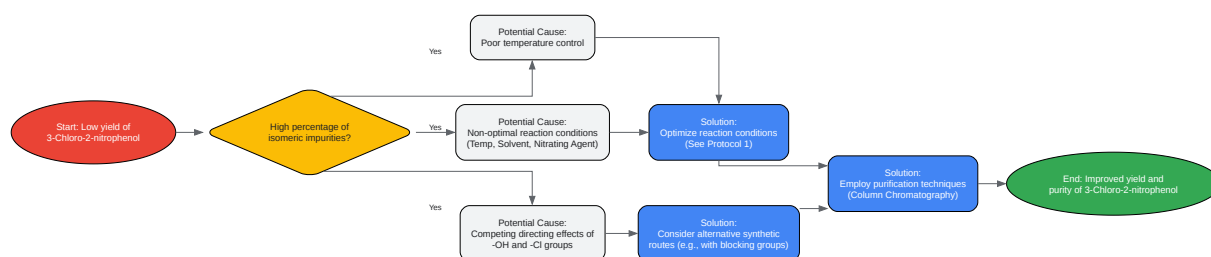 Potential Cause:
Poor temperature control
Yes
Start: Low yield of
3-Chloro-2-nitrophenol
High percentage of
isomeric impurities?
Yes
Potential Cause:
Non-optimal reaction conditions
(Temp, Solvent, Nitrating Agent)
Solution:
Optimize reaction conditions
(See Protocol 1)
Solution:
Employ purification techniques
(Column Chromatography)
End: Improved yield and
purity of 3-Chloro-2-nitrophenol
Yes
Potential Cause:
Competing directing effects of
-OH and -Cl groups
Solution:
Consider alternative synthetic
routes (e.g., with blocking groups)